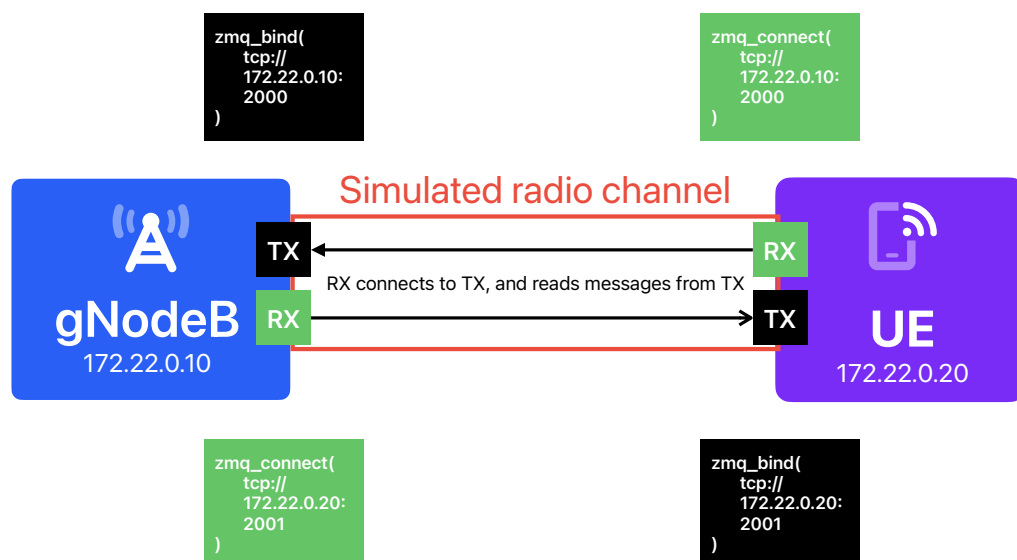 zmq_bind(
tcp://
172.22.0.10:
2000
)
zmq_connect(
tcp://
172.22.0.10:
2000
)
Simulated radio channel
TX
RX
RX connects to TX, and reads messages from TX
gNodeB
172.22.0.10
RX
TX
UE
172.22.0.20
zmq_connect(
tcp://
172.22.0.20:
2001
)
zmq_bind(
tcp://
172.22.0.20:
2001
)